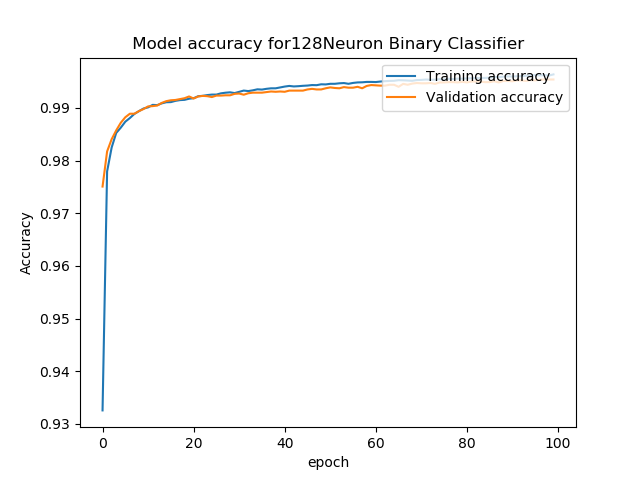 Model accuracy for128Neuron Binary Classifier
Training accuracy
Validation accuracy
0.99
0.98
0.97
0.96
0.95
0.94
0.93
Accuracy
0 20 40 60 80 100
epoch